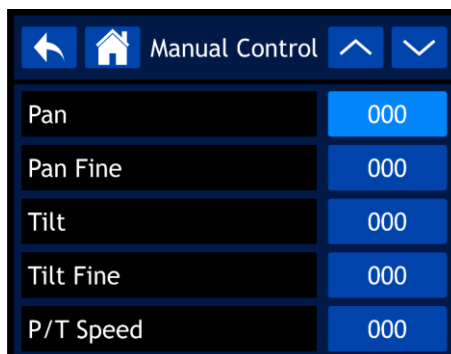 Manual Control
Pan 000
Pan Fine 000
Tilt 000
Tilt Fine 000
P/T Speed 000